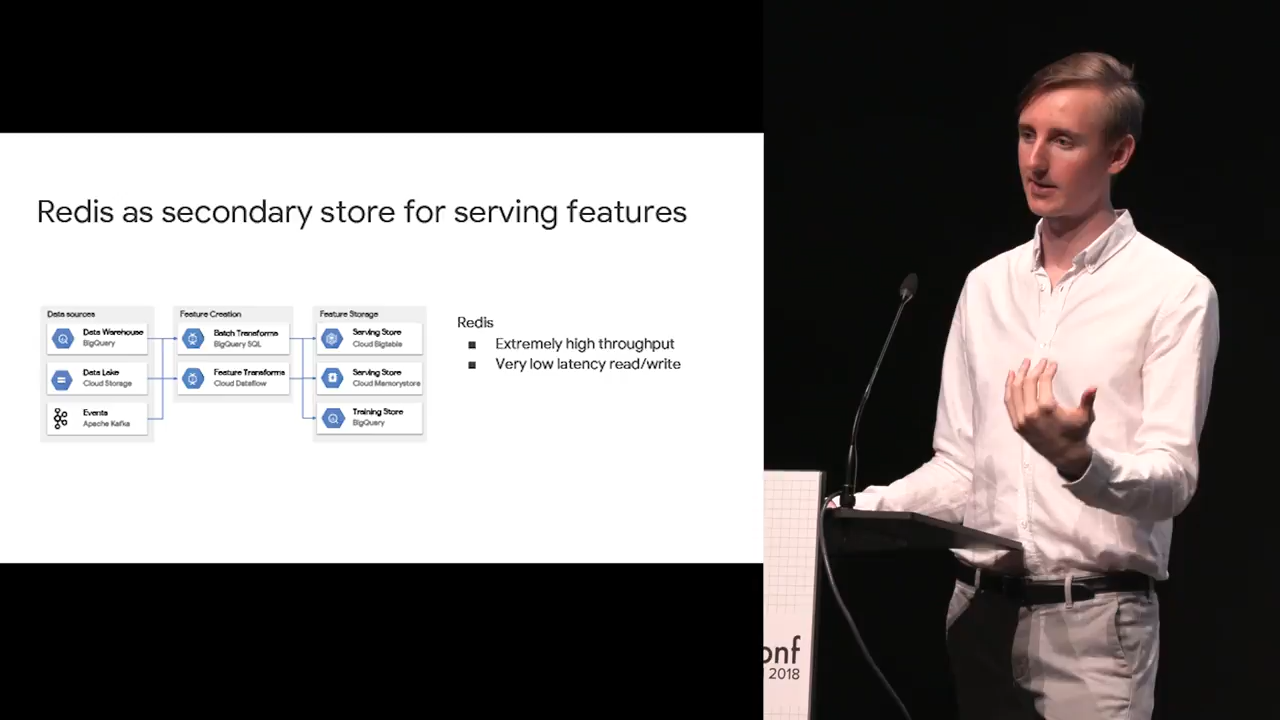 Redis as secondary store for serving features
Data sources
Data Warehouse
BigQuery
Data Lake
Cloud Storage
Events
Apache Kafka
Feature Creation
Batch Transforms
BigQuery SQL
Feature Transforms
Cloud Dataflow
Feature Storage
Serving Store
Cloud Bigtable
Serving Store
Cloud Memorystore
Training Store
BigQuery
Redis
Extremely high throughput
Very low latency read/write
onf
2018